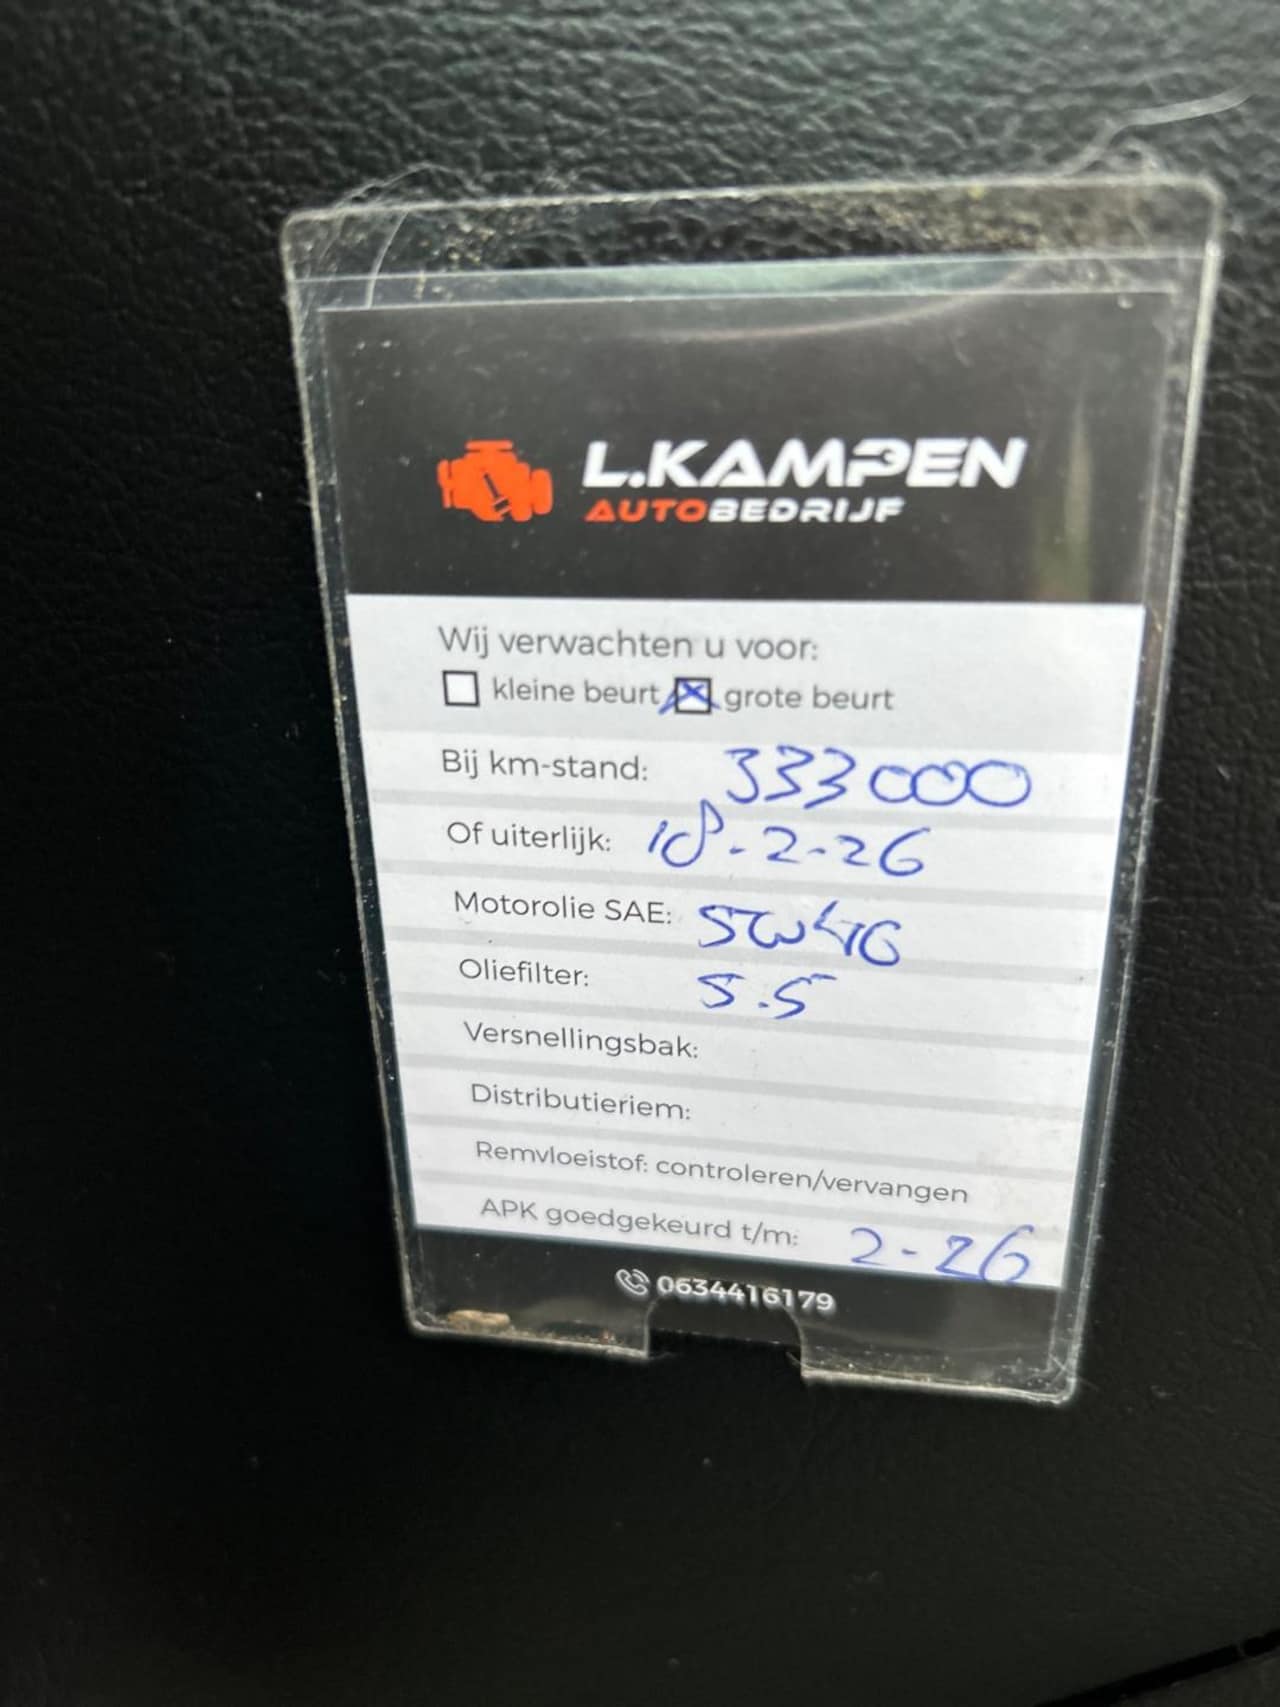 L.KAMPEN
AUTOBEDRIJF
Wij verwachten u voor:
kleine beurt grote beurt
Bij km-stand: 333000
Of uiterlijk: 18-2-26
Motorolie SAE: 5W40
Oliefilter: 5.5
Versnellingsbak:
Distributieriem:
Remvloeistof: controleren/vervangen
APK goedgekeurd t/m: 2-26
0634416179